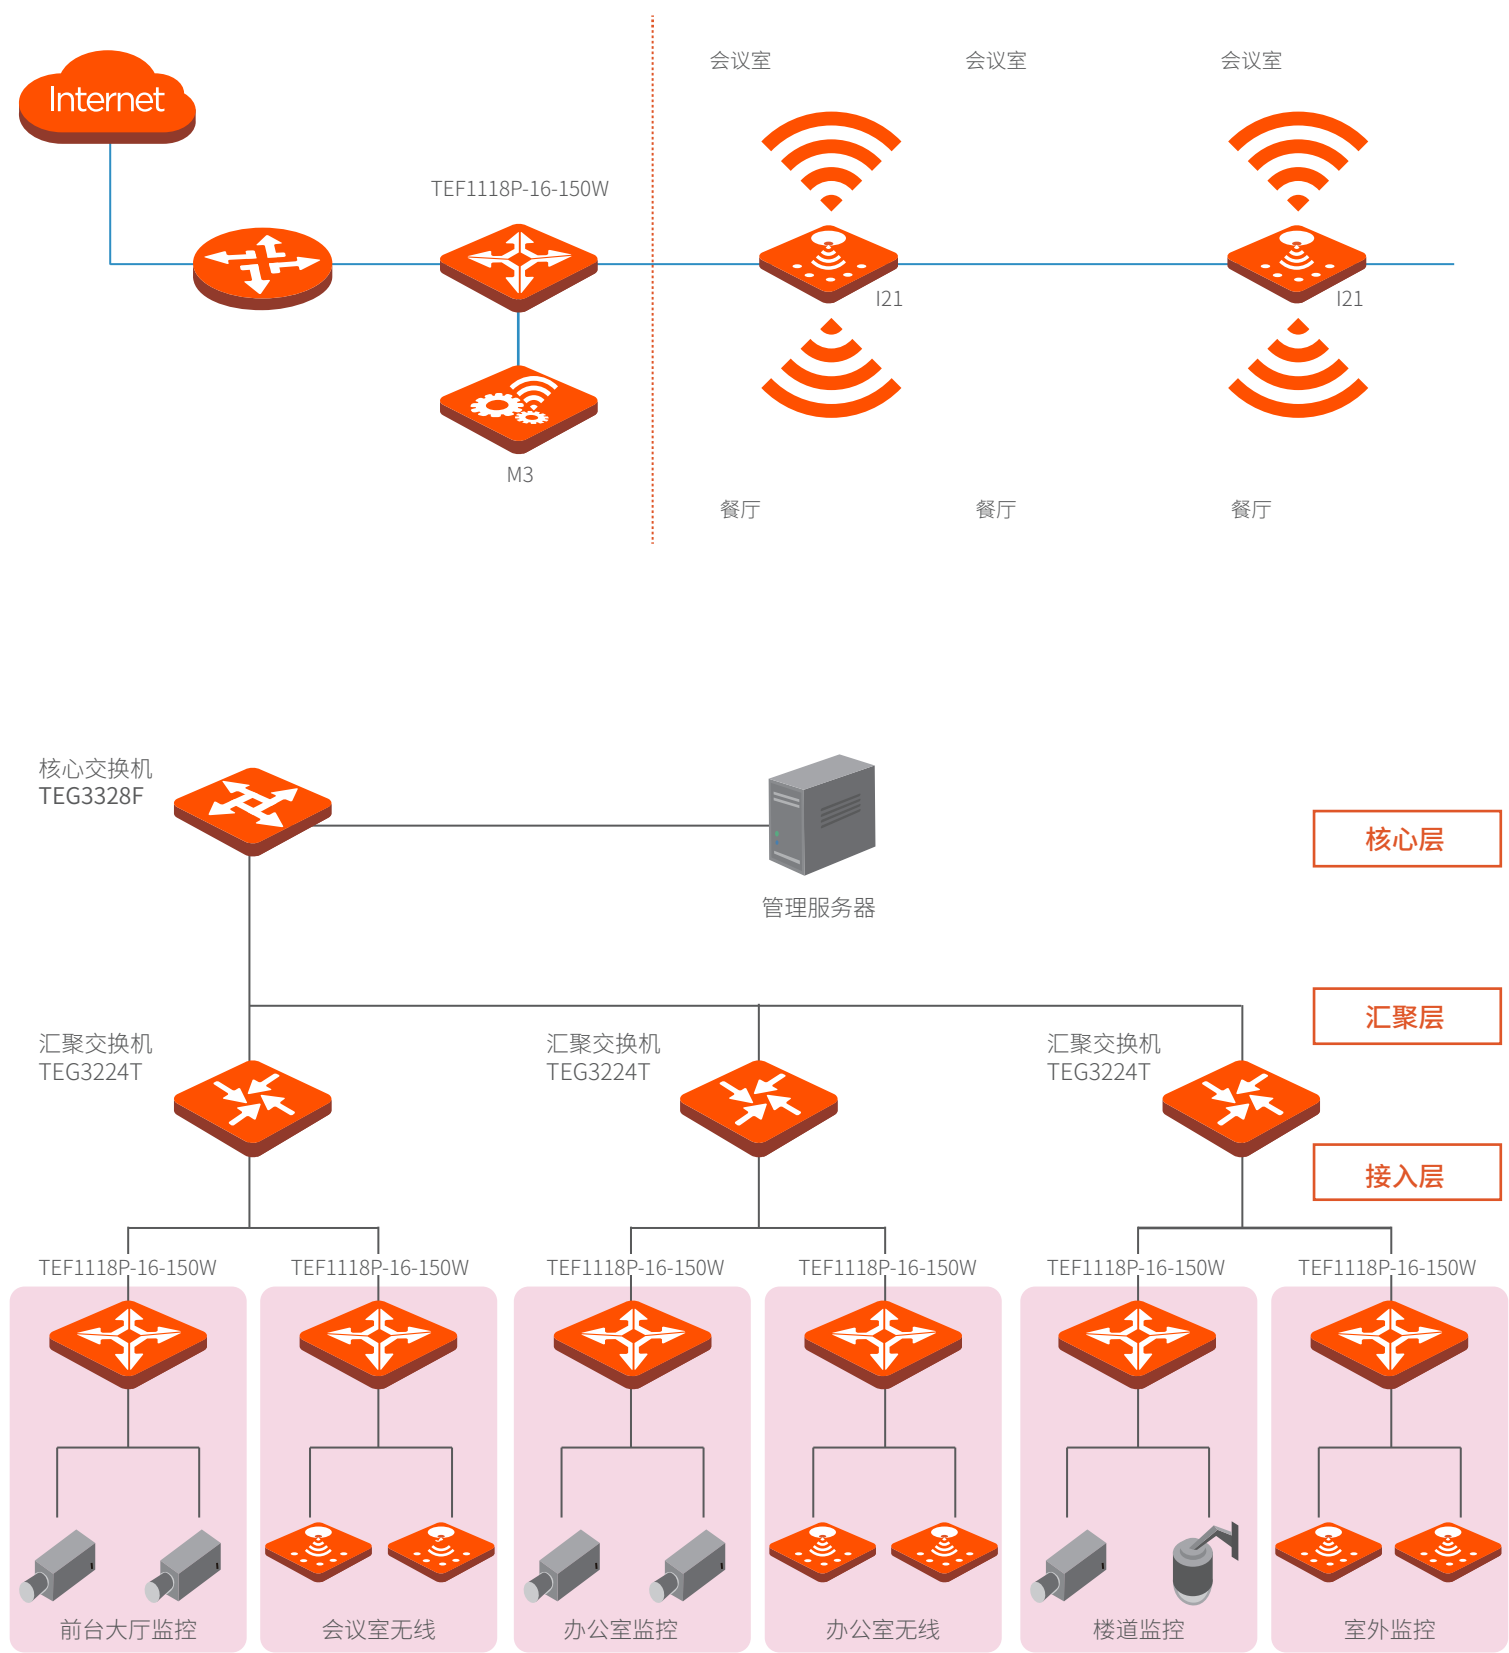 会议室
会议室
会议室
Internet
TEF1118P-16-150W
I21
I21
M3
餐厅
餐厅
餐厅
核心交换机
TEG3328F
核心层
管理服务器
汇聚层
汇聚交换机
TEG3224T
汇聚交换机
TEG3224T
汇聚交换机
TEG3224T
接入层
TEF1118P-16-150W
TEF1118P-16-150W
TEF1118P-16-150W
TEF1118P-16-150W
TEF1118P-16-150W
TEF1118P-16-150W
前台大厅监控
会议室无线
办公室监控
办公室无线
楼道监控
室外监控